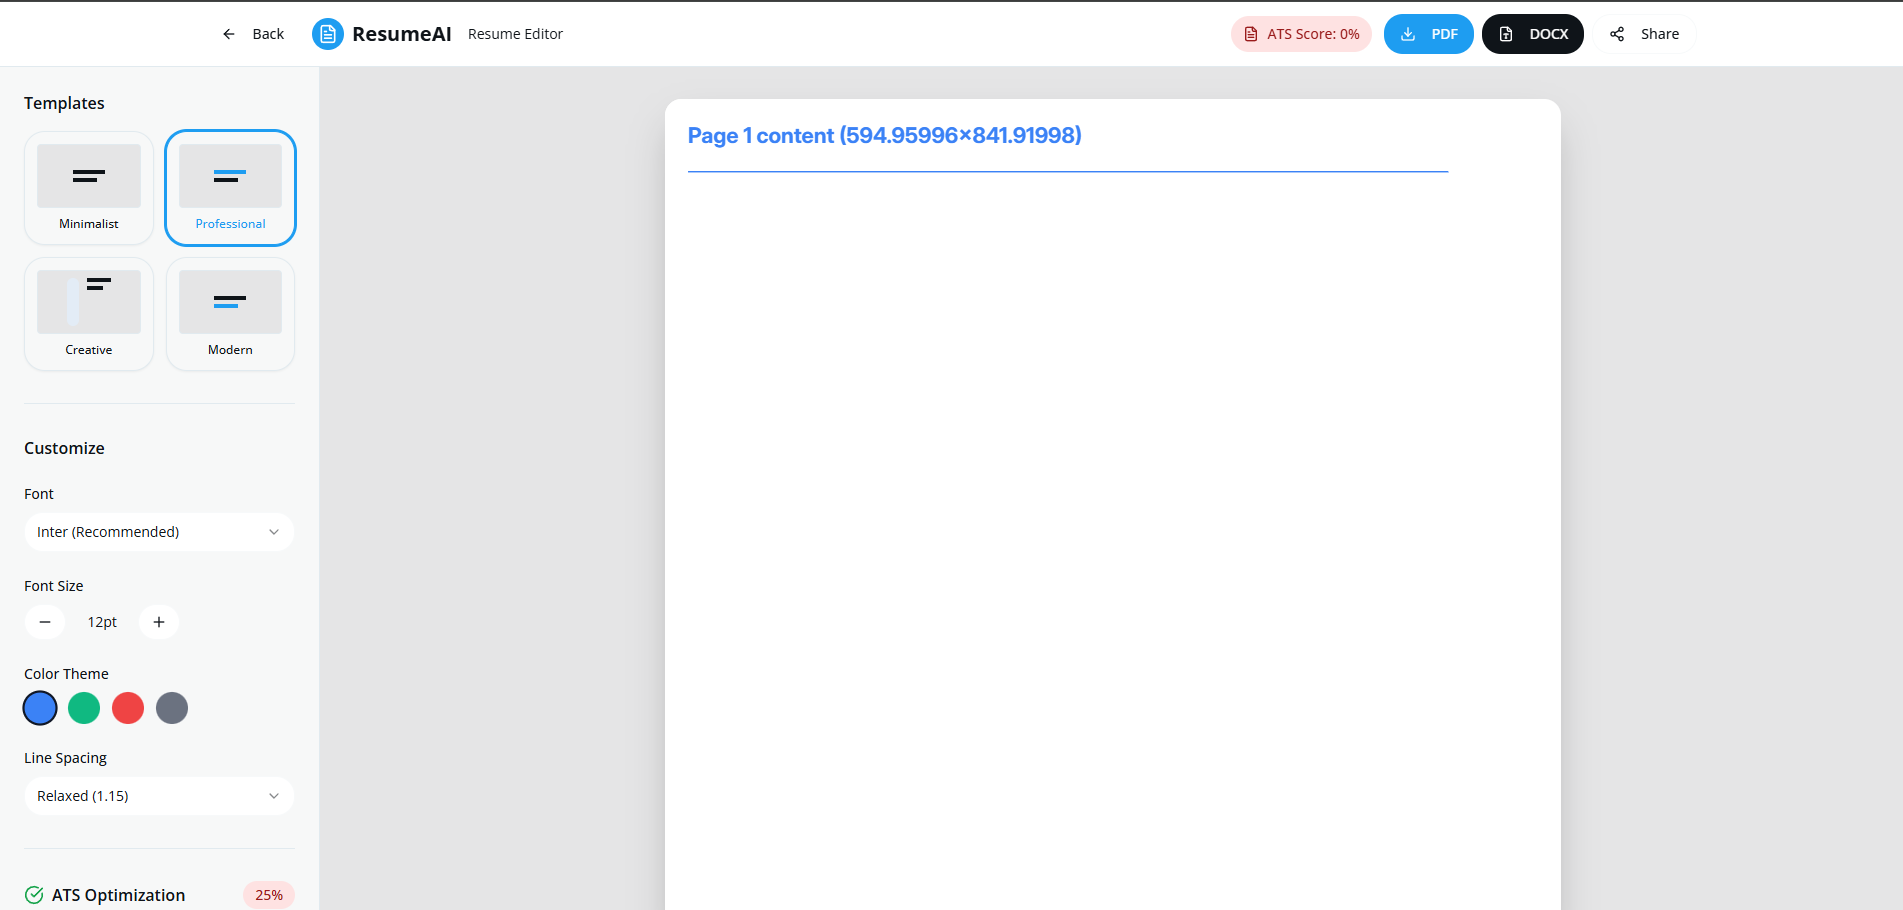 Back
ResumeAI
Resume Editor
ATS Score: 0%
PDF
DOCX
Share
Templates
Minimalist
Professional
Creative
Modern
Customize
Font
Inter (Recommended)
Font Size
12pt
Color Theme
Line Spacing
Relaxed (1.15)
ATS Optimization
25%
Page 1 content (594.95996×841.91998)